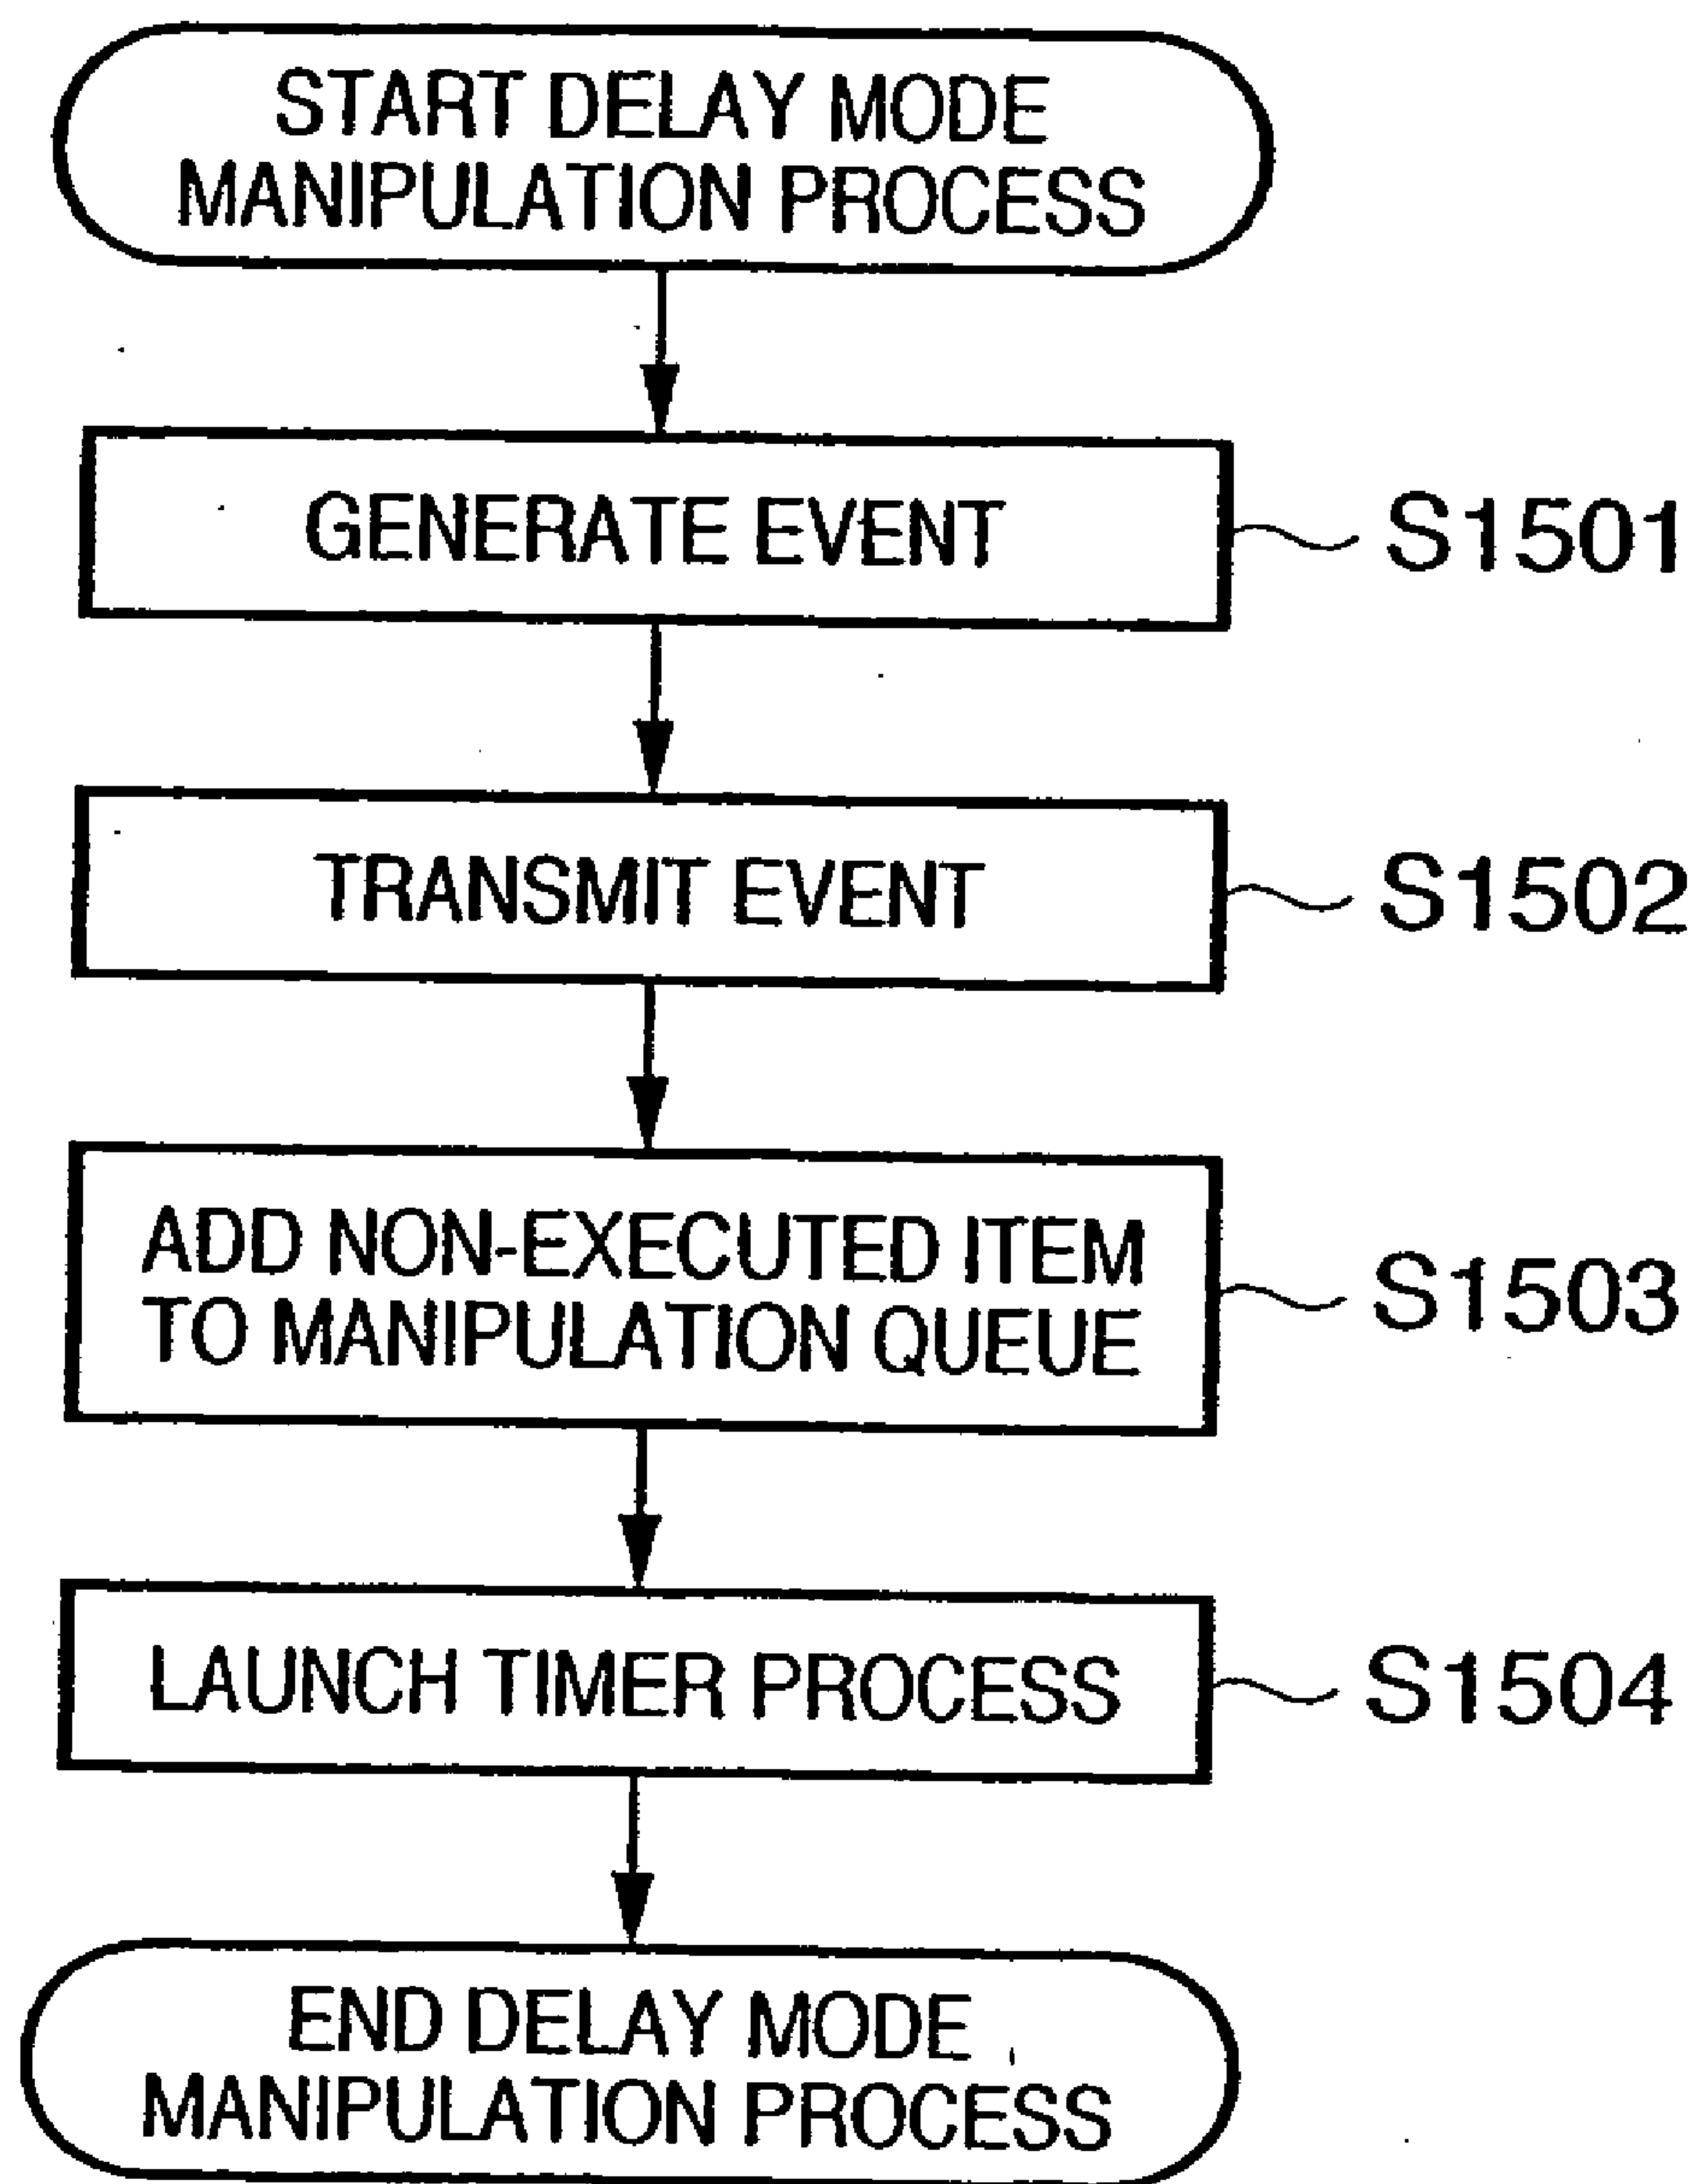 START DELAY MODE
MANIPULATION PROCESS
GENERATE EVENT
S1501
TRANSMIT EVENT
S1502
ADD NON-EXECUTED ITEM
TO MANIPULATION QUEUE
S1503
LAUNCH TIMER PROCESS
S1504
END DELAY MODE
MANIPULATION PROCESS